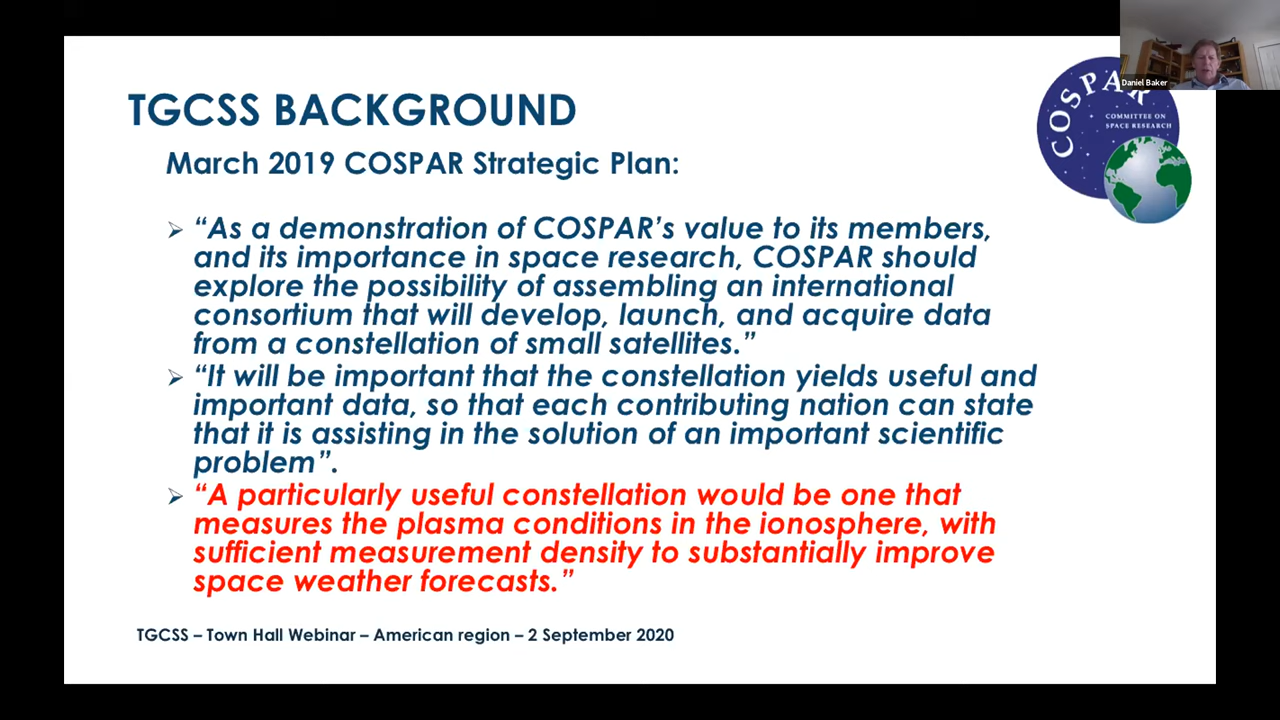 Daniel Baker
COSPAR
COMMITTEE ON
SPACE RESEARCH
TGCSS BACKGROUND
March 2019 COSPAR Strategic Plan:
“As a demonstration of COSPAR’s value to its members,
and its importance in space research, COSPAR should
explore the possibility of assembling an international
consortium that will develop, launch, and acquire data
from a constellation of small satellites.”
“It will be important that the constellation yields useful and
important data, so that each contributing nation can state
that it is assisting in the solution of an important scientific
problem”.
“A particularly useful constellation would be one that
measures the plasma conditions in the ionosphere, with
sufficient measurement density to substantially improve
space weather forecasts.”
TGCSS – Town Hall Webinar – American region – 2 September 2020